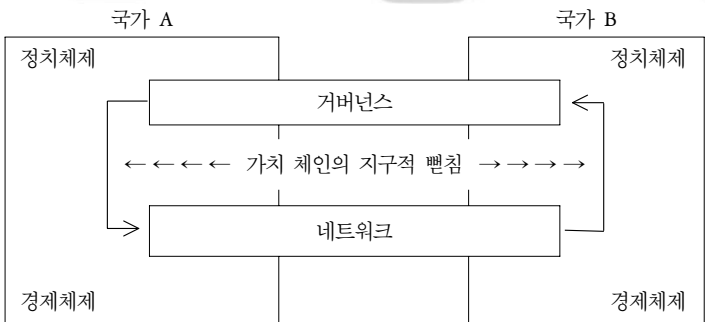 국가 A 국가 B
정치체제 정치체제
거버넌스
←←←← 가치 체인의 지구적 뻗침 →→→→
네트워크
경제체제 경제체제